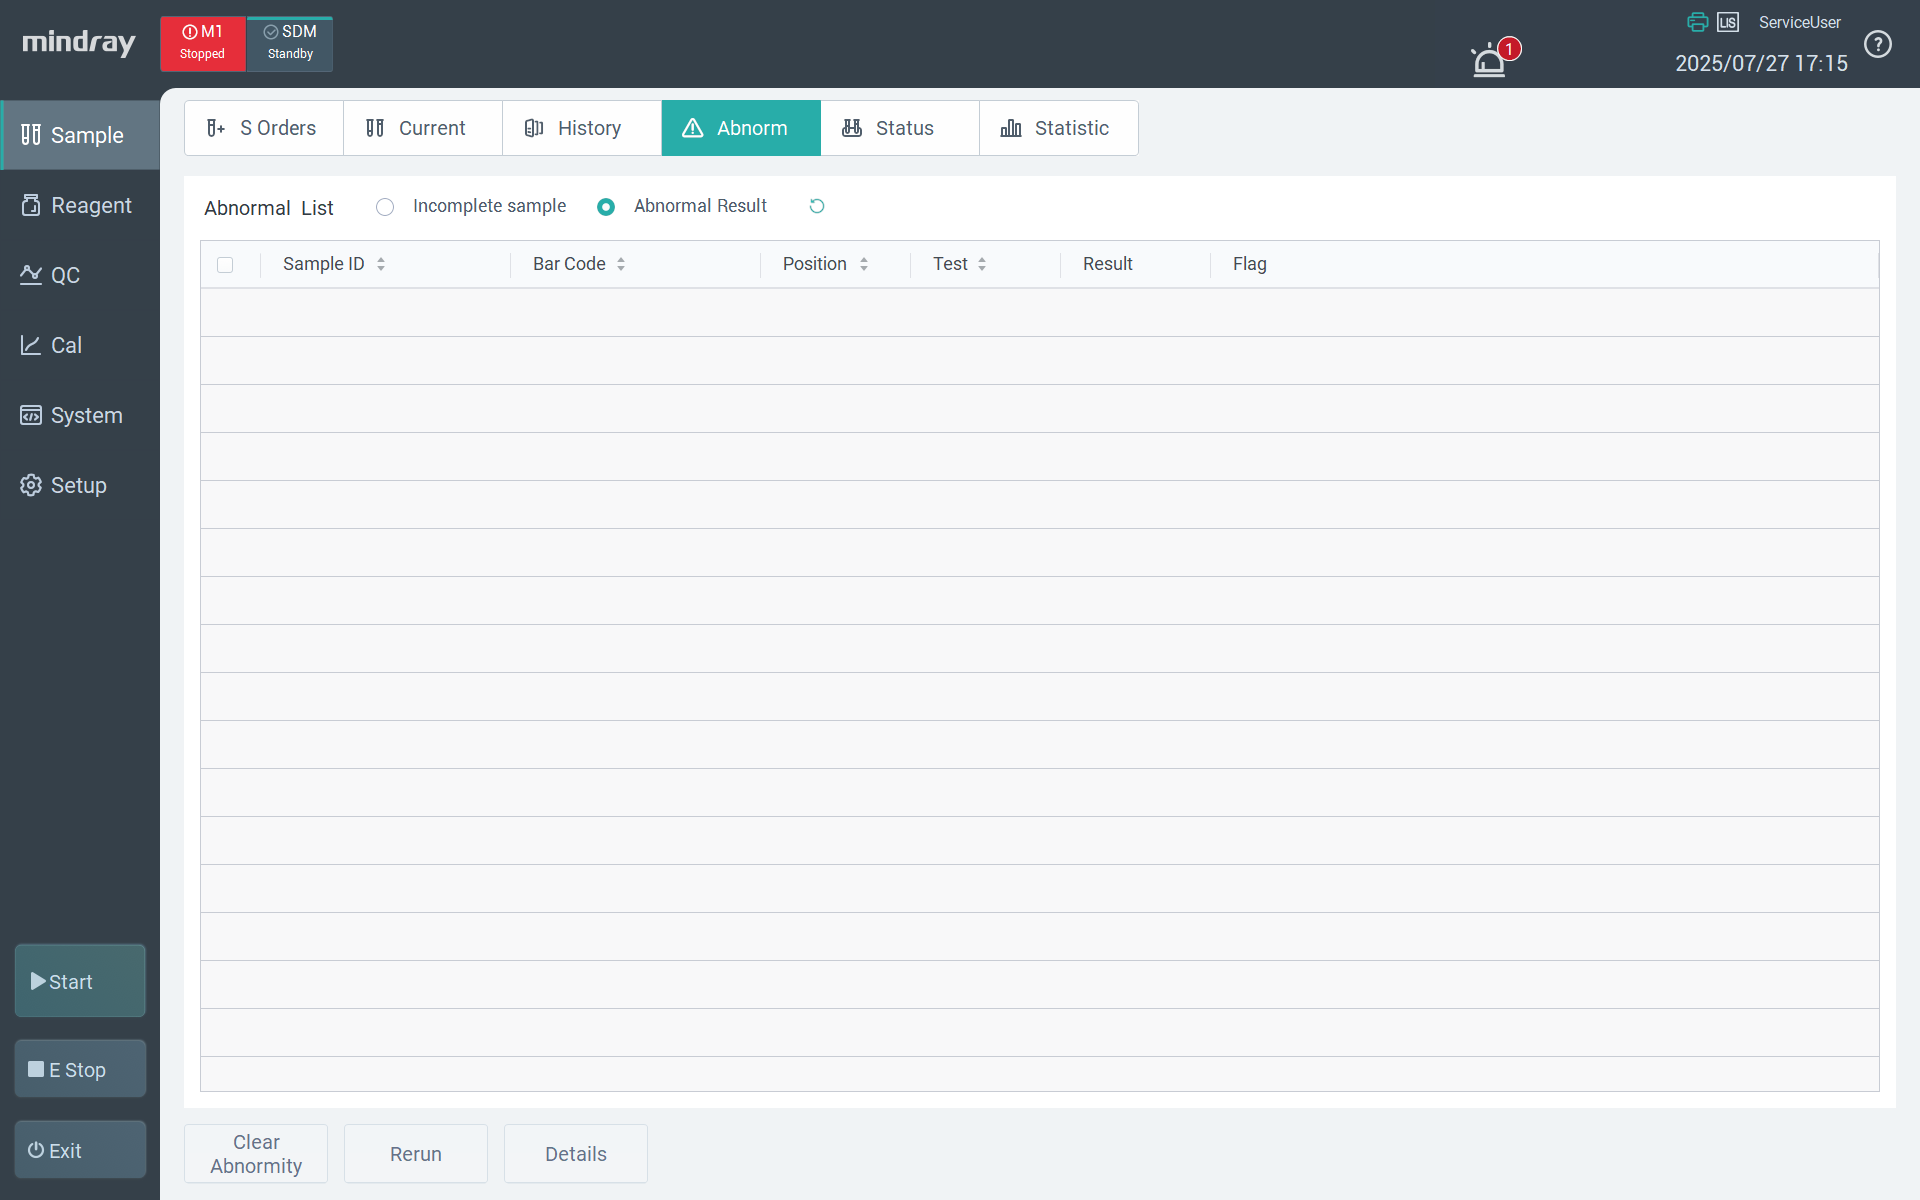 mindray
M1
Stopped
SDM
Standby
1
LIS
ServiceUser
2025/07/27 17:15
?
Sample
Reagent
QC
Cal
System
Setup
Start
E Stop
Exit
S Orders
Current
History
Abnorm
Status
Statistic
Abnormal List
Incomplete sample
Abnormal Result
Sample ID
Bar Code
Position
Test
Result
Flag
Clear
Abnormity
Rerun
Details